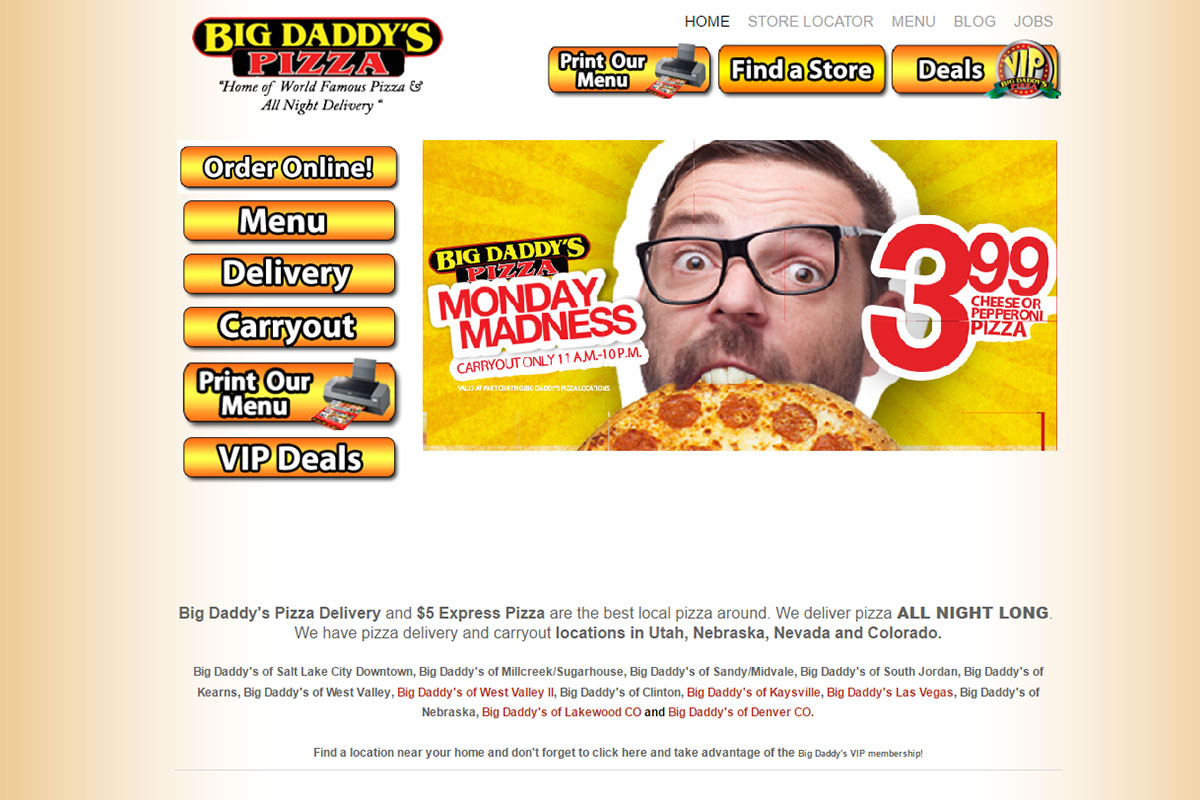 BIG DADDY'S
PIZZA
"Home of World Famous Pizza &
All Night Delivery "
HOME STORE LOCATOR MENU BLOG JOBS
Print Our
Menu
Find a Store
Deals
VIP
BIG DADDY'S
PIZZA
Order Online!
Menu
Delivery
Carryout
Print Our
Menu
VIP Deals
BIG DADDY'S
PIZZA
MONDAY
MADNESS
CARRYOUT ONLY 11 A.M.-10 P.M.
VALID AT PARTICIPATING BIG DADDY'S PIZZA LOCATIONS
399
CHEESE OR
PEPPERONI
PIZZA
Big Daddy's Pizza Delivery and $5 Express Pizza are the best local pizza around. We deliver pizza ALL NIGHT LONG.
We have pizza delivery and carryout locations in Utah, Nebraska, Nevada and Colorado.
Big Daddy's of Salt Lake City Downtown, Big Daddy's of Millcreek/Sugarhouse, Big Daddy's of Sandy/Midvale, Big Daddy's of South Jordan, Big Daddy's of
Kearns, Big Daddy's of West Valley, Big Daddy's of West Valley II, Big Daddy's of Clinton, Big Daddy's of Kaysville, Big Daddy's Las Vegas, Big Daddy's of
Nebraska, Big Daddy's of Lakewood CO and Big Daddy's of Denver CO.
Find a location near your home and don't forget to click here and take advantage of the Big Daddy's VIP membership!